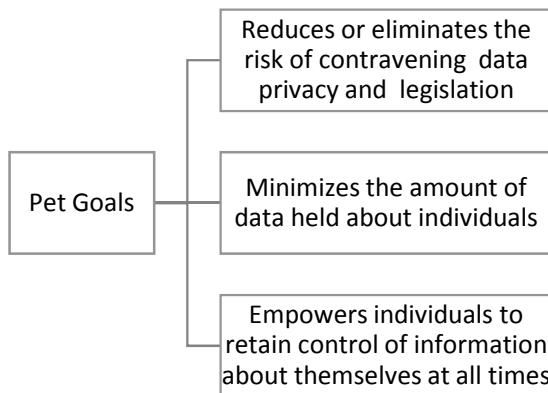 Reduces or eliminates the
risk of contravening data
privacy and legislation
Pet Goals
Minimizes the amount of
data held about individuals
Empowers individuals to
retain control of information
about themselves at all times